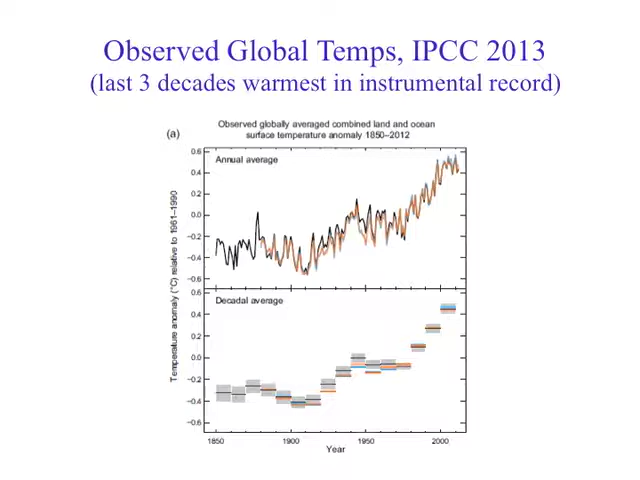 Observed Global Temps, IPCC 2013
(last 3 decades warmest in instrumental record)
Observed globally averaged combined land and ocean
surface temperature anomaly 1850–2012
(a)
Temperature anomaly (°C) relative to 1961–1990
0.6
Annual average
0.4
0.2
0.0
−0.2
−0.4
−0.6
0.6
Decadal average
0.4
0.2
0.0
−0.2
−0.4
−0.6
1850 1900 1950 2000
Year